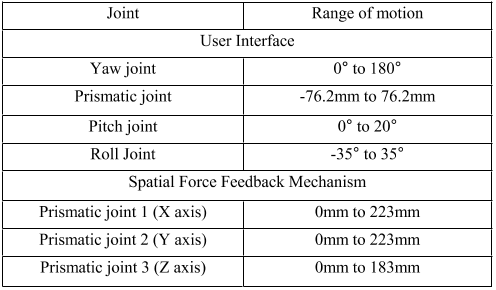 Joint Range of motion
User Interface
Yaw joint 0° to 180°
Prismatic joint -76.2mm to 76.2mm
Pitch joint 0° to 20°
Roll Joint -35° to 35°
Spatial Force Feedback Mechanism
Prismatic joint 1 (X axis) 0mm to 223mm
Prismatic joint 2 (Y axis) 0mm to 223mm
Prismatic joint 3 (Z axis) 0mm to 183mm